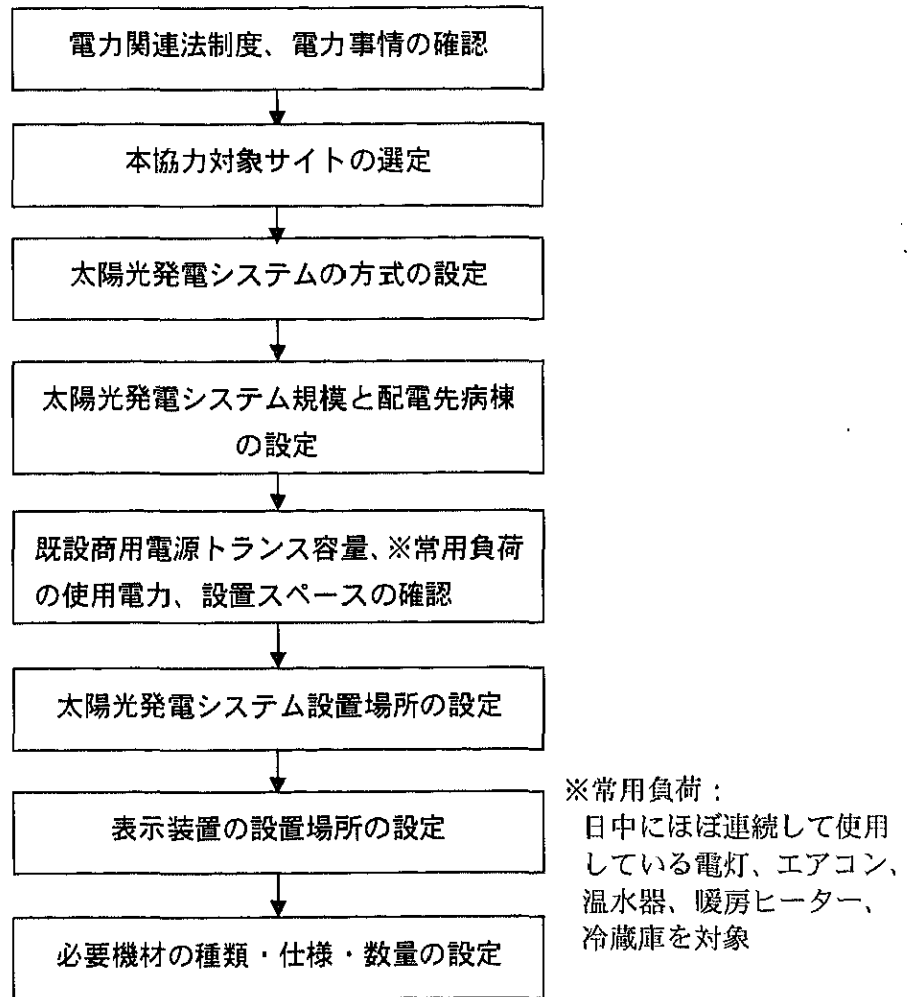 電力関連法制度、電力事情の確認
本協力対象サイトの選定
太陽光発電システムの方式の設定
太陽光発電システム規模と配電先病棟
の設定
既設商用電源トランス容量、※常用負荷
の使用電力、設置スペースの確認
太陽光発電システム設置場所の設定
表示装置の設置場所の設定
必要機材の種類・仕様・数量の設定
※常用負荷：
日中にほぼ連続して使用
している電灯、エアコン、
温水器、暖房ヒーター、
冷蔵庫を対象